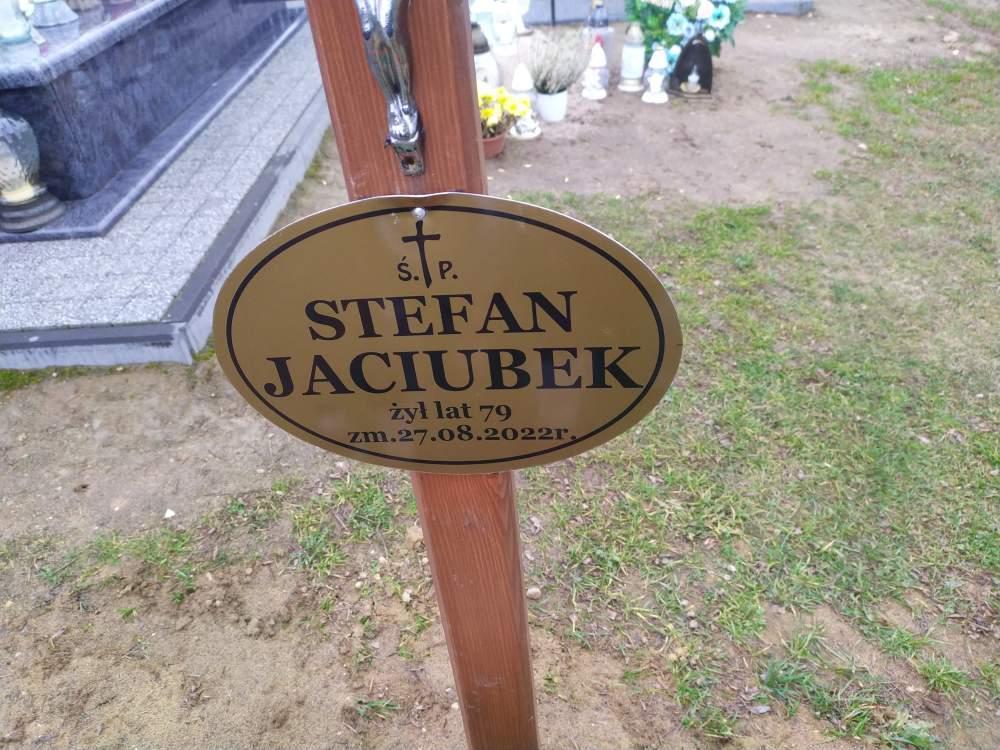 Ś. P.
STEFAN
JACIUBEK
żył lat 79
zm.27.08.2022r.